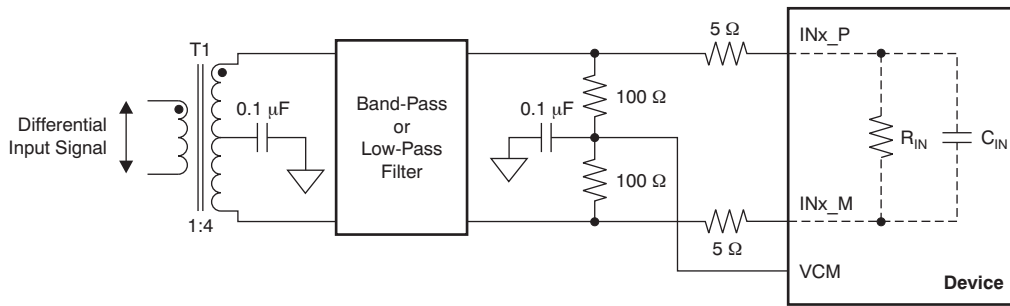 T1
Differential
Input Signal
1:4
0.1 µF
Band-Pass
or
Low-Pass
Filter
0.1 µF
100 Ω
100 Ω
5 Ω
5 Ω
INx_P
R_IN
C_IN
INx_M
VCM
Device